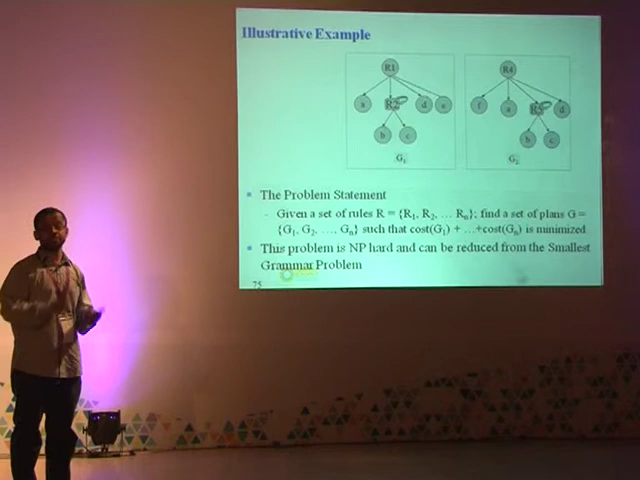 Illustrative Example
R1
R4
a
d
e
f
a
d
b
c
b
c
G1
G2
The Problem Statement
Given a set of rules R = {R1, R2, … Rn}; find a set of plans G =
{G1, G2, …, Gn} such that cost(G1) + …+cost(Gn) is minimized
This problem is NP hard and can be reduced from the Smallest
Grammar Problem
75